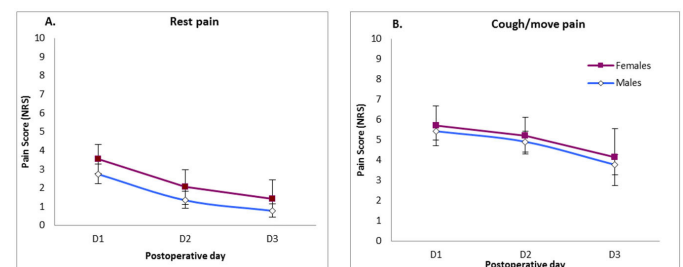 A.
Rest pain
10
9
8
7
6
5
4
3
2
1
0
Pain Score (NRS)
D1 D2 D3
Postoperative day
B.
Cough/move pain
10
9
8
7
6
5
4
3
2
1
0
Pain Score (NRS)
Females
Males
D1 D2 D3
Postoperative day